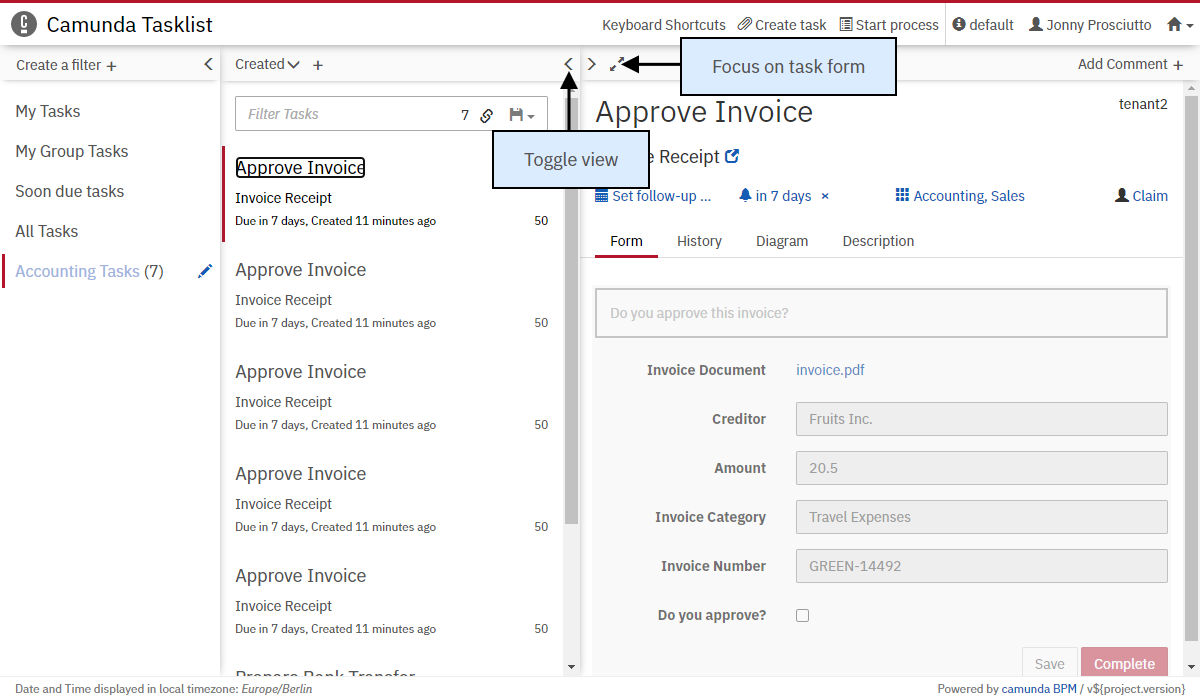 Camunda Tasklist
Keyboard Shortcuts Create task Start process default Jonny Prosciutto
Create a filter +
My Tasks
My Group Tasks
Soon due tasks
All Tasks
Accounting Tasks (7)
Created +
Filter Tasks 7
Approve Invoice
Invoice Receipt
Due in 7 days, Created 11 minutes ago 50
Approve Invoice
Invoice Receipt
Due in 7 days, Created 11 minutes ago 50
Approve Invoice
Invoice Receipt
Due in 7 days, Created 11 minutes ago 50
Approve Invoice
Invoice Receipt
Due in 7 days, Created 11 minutes ago 50
Approve Invoice
Invoice Receipt
Due in 7 days, Created 11 minutes ago 50
Prepare Bank Transfer
Toggle view
Focus on task form
Add Comment +
Approve Invoice
tenant2
Receipt
Set follow-up ... in 7 days × Accounting, Sales Claim
Form History Diagram Description
Do you approve this invoice?
Invoice Document invoice.pdf
Creditor Fruits Inc.
Amount 20.5
Invoice Category Travel Expenses
Invoice Number GREEN-14492
Do you approve?
Save Complete
Date and Time displayed in local timezone: Europe/Berlin
Powered by camunda BPM / v${project.version}